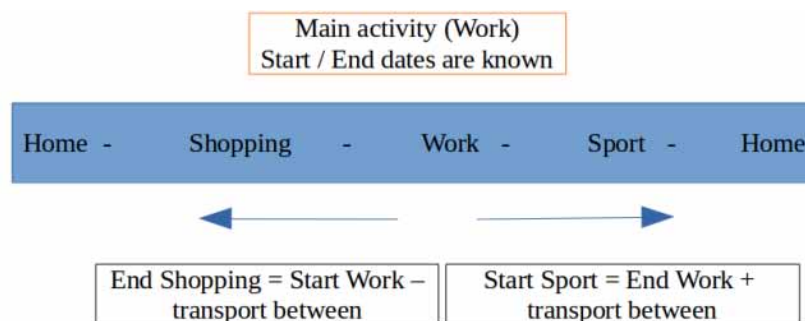 Main activity (Work)
Start / End dates are known
Home - Shopping - Work - Sport - Home
End Shopping = Start Work –
transport between
Start Sport = End Work +
transport between